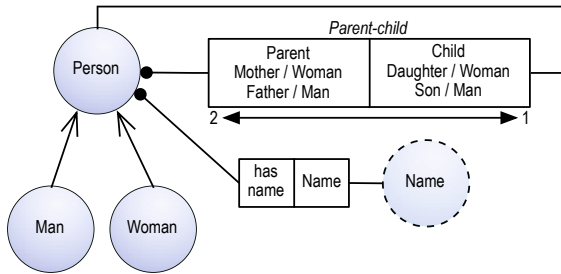 Parent-child
Person
Parent
Mother / Woman
Father / Man
Child
Daughter / Woman
Son / Man
2
1
has
name
Name
Name
Man
Woman